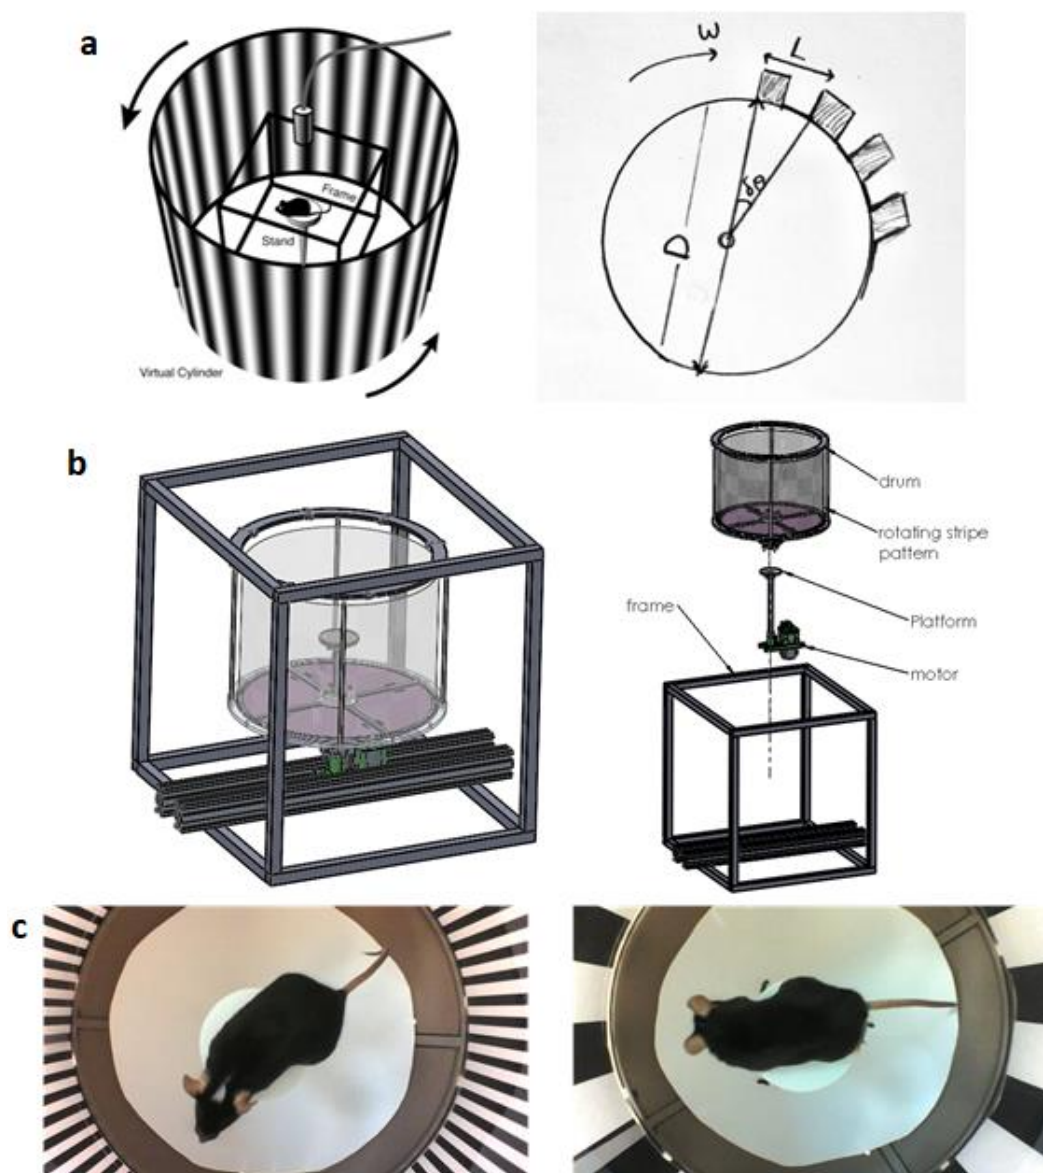 a
Frame
Stand
Virtual Cylinder
ω
L
δθ
D
b
drum
rotating stripe
pattern
Platform
motor
frame
c